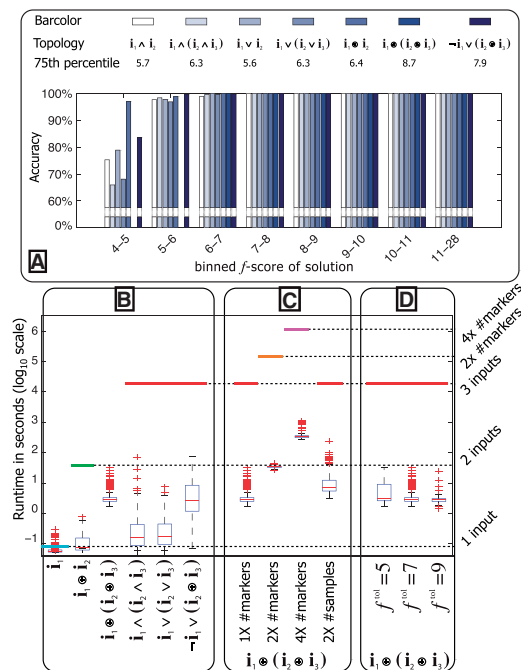 Barcolor
Topology i₁ ∧ i₂ i₁ ∧ (i₂ ∧ i₃) i₁ ∨ i₂ i₁ ∨ (i₂ ∨ i₃) i₁ ⊕ i₂ i₁ ⊕ (i₂ ⊕ i₃) ¬i₁ ∨ (i₂ ⊕ i₃)
75th percentile 5.7 6.3 5.6 6.3 6.4 8.7 7.9
100%
90%
80%
70%
60%
0%
Accuracy
4–5 5–6 6–7 7–8 8–9 9–10 10–11 11–28
binned f-score of solution
A
B
C
D
Runtime in seconds (log₁₀ scale)
6
5
4
3
2
1
0
−1
4x #markers
2x #markers
3 inputs
2 inputs
1 input
i₁
i₁ ⊕ i₂
i₁ ⊕ (i₂ ⊕ i₃)
i₁ ∧ (i₂ ∧ i₃)
i₁ ∨ (i₂ ∨ i₃)
¬i₁ ∨ (i₂ ⊕ i₃)
1X #markers
2X #markers
4X #markers
2X #samples
i₁ ⊕ (i₂ ⊕ i₃)
f^tol =5
f^tol =7
f^tol =9
i₁ ⊕ (i₂ ⊕ i₃)